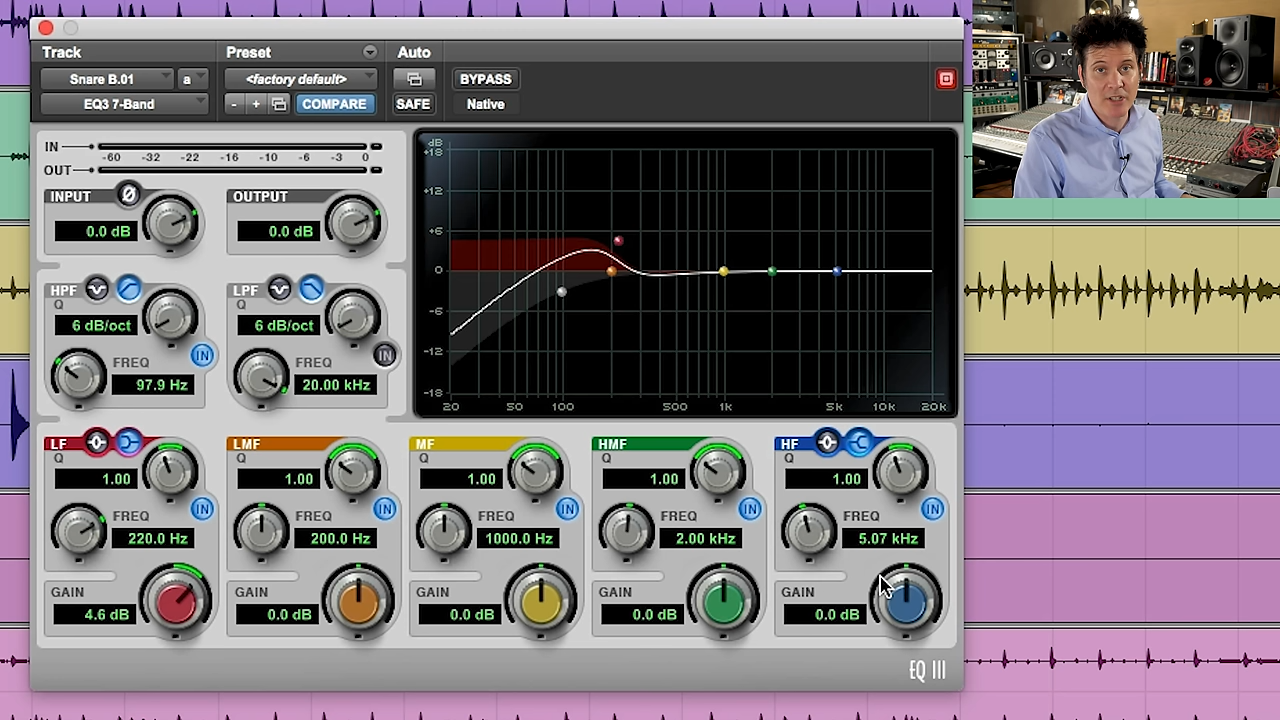 Track Preset Auto
Snare B.01 a <factory default> BYPASS
EQ3 7-Band - + COMPARE SAFE Native
IN
-60 -32 -22 -16 -10 -6 -3 0
OUT
INPUT Ø OUTPUT
0.0 dB 0.0 dB
HPF LPF
Q Q
6 dB/oct 6 dB/oct
FREQ IN FREQ IN
97.9 Hz 20.00 kHz
dB
+18
+12
+6
0
-6
-12
-18
20 50 100 500 1k 5k 10k 20k
LF LMF MF HMF HF
Q Q Q Q Q
1.00 1.00 1.00 1.00 1.00
IN IN IN IN IN
FREQ FREQ FREQ FREQ FREQ
220.0 Hz 200.0 Hz 1000.0 Hz 2.00 kHz 5.07 kHz
GAIN GAIN GAIN GAIN GAIN
4.6 dB 0.0 dB 0.0 dB 0.0 dB 0.0 dB
EQ III